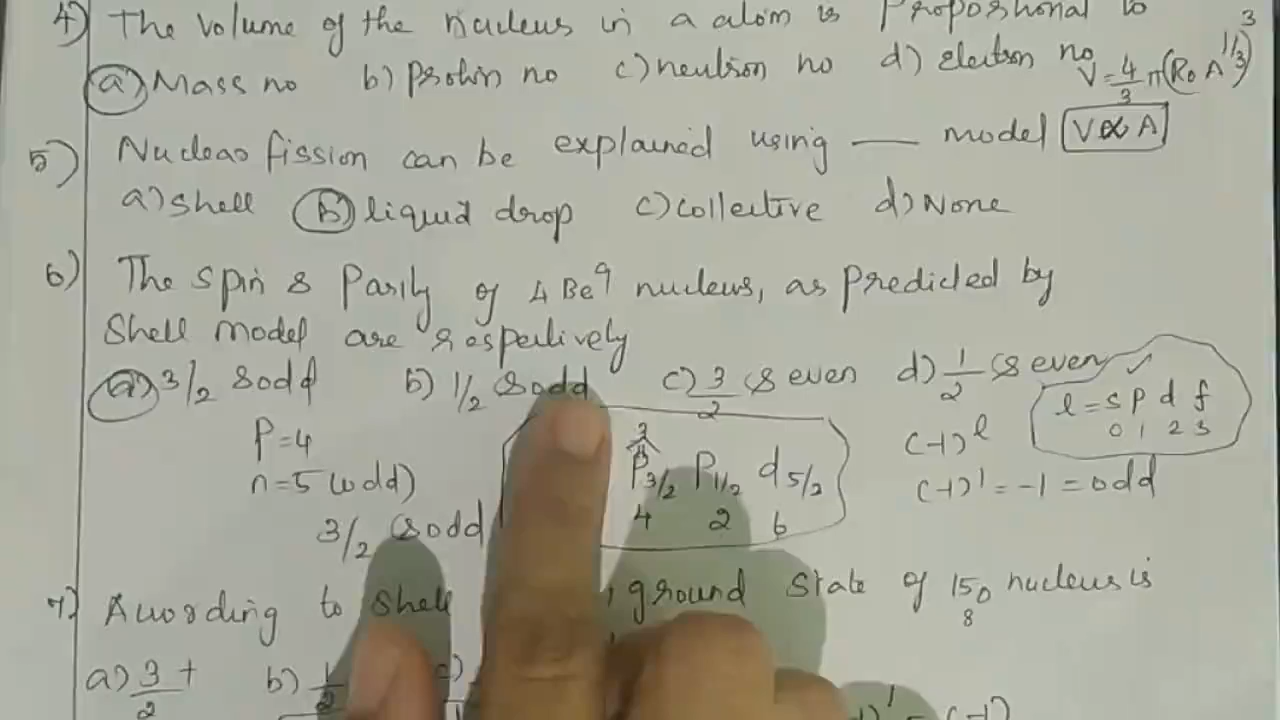 4) The volume of the nucleus in a atom is Proportional to
a) Mass no b) Protin no c) neutron no d) Electron no
V = 4/3 π(R₀ A^1/3)³
5) Nuclear fission can be explained using — model V∝A
a) shell b) liquid drop c) collective d) None
6) The spin & Parity of 4 Be⁹ nucleus, as predicted by
Shell model are respectively
a) 3/2 & odd b) 1/2 & odd c) 3/2 & even d) 1/2 & even ✓
l = s p d f
0 1 2 3
P=4
n=5 (odd)
3/2 & odd
P3/2 P1/2 d5/2
4 2 6
(-1)^l
(-1)¹ = -1 = odd
7) According to shell ground state of 15 O 8 nucleus is
a) 3/2 + b) 1/2 c)